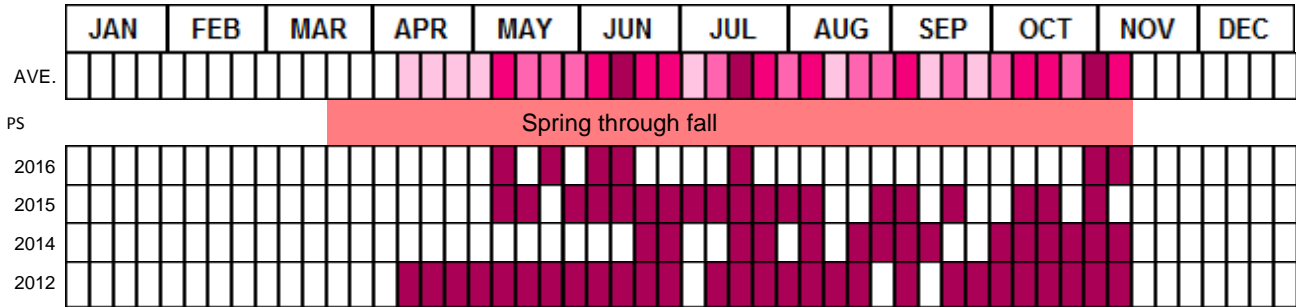 JAN FEB MAR APR MAY JUN JUL AUG SEP OCT NOV DEC
AVE.
PS Spring through fall
2016
2015
2014
2012